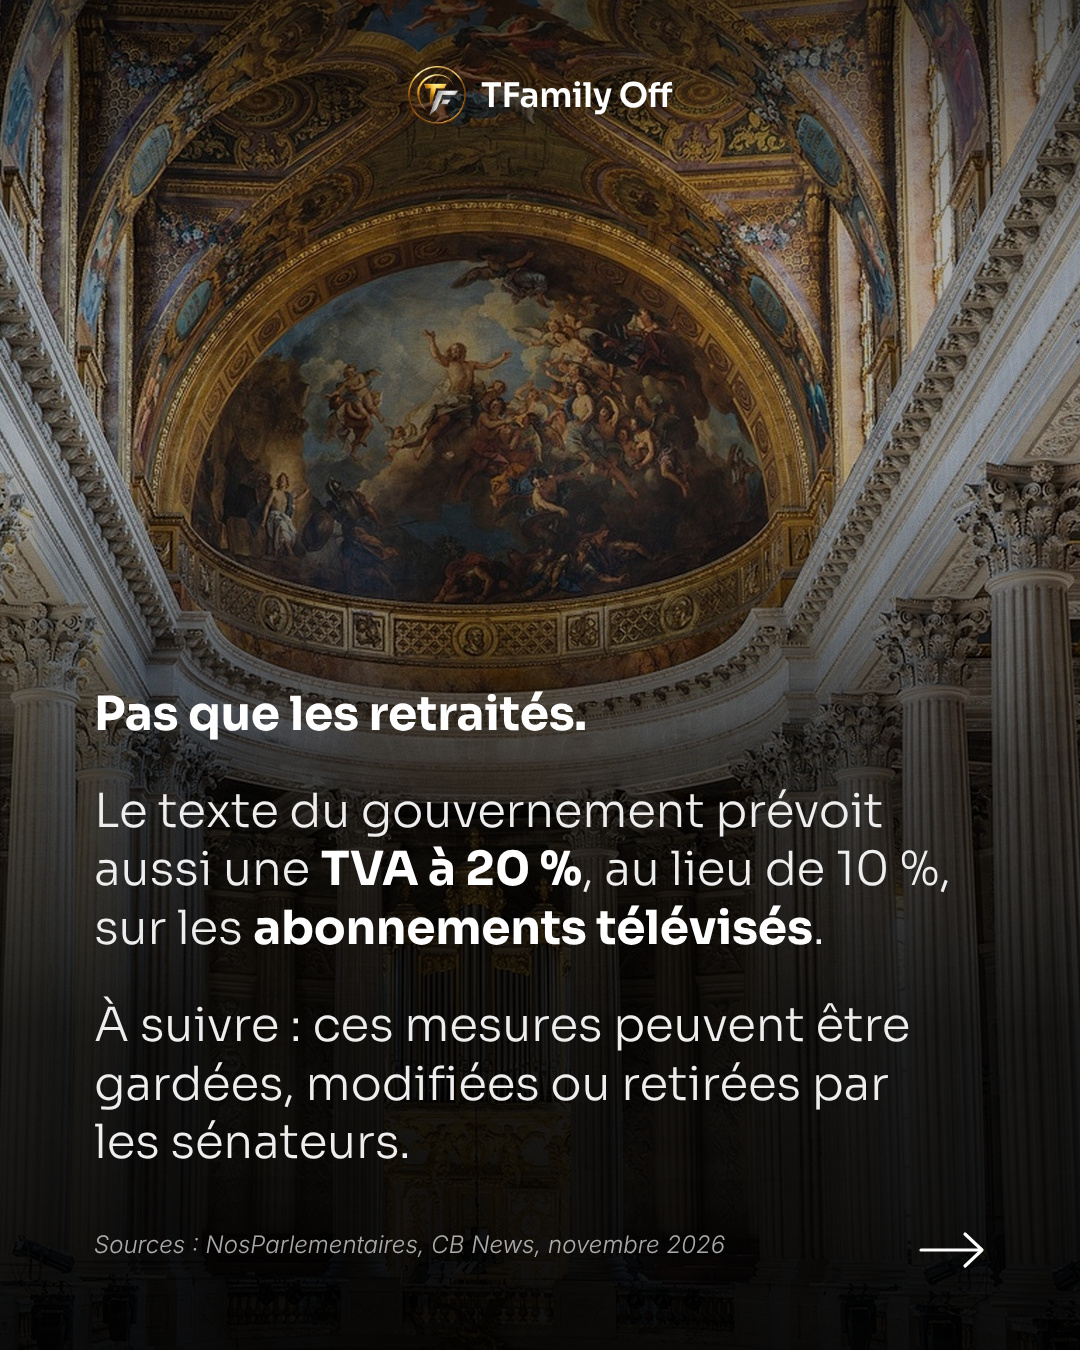 TFamily Off
Pas que les retraités.
Le texte du gouvernement prévoit
aussi une TVA à 20 %, au lieu de 10 %,
sur les abonnements télévisés.
À suivre : ces mesures peuvent être
gardées, modifiées ou retirées par
les sénateurs.
Sources : NosParlementaires, CB News, novembre 2026